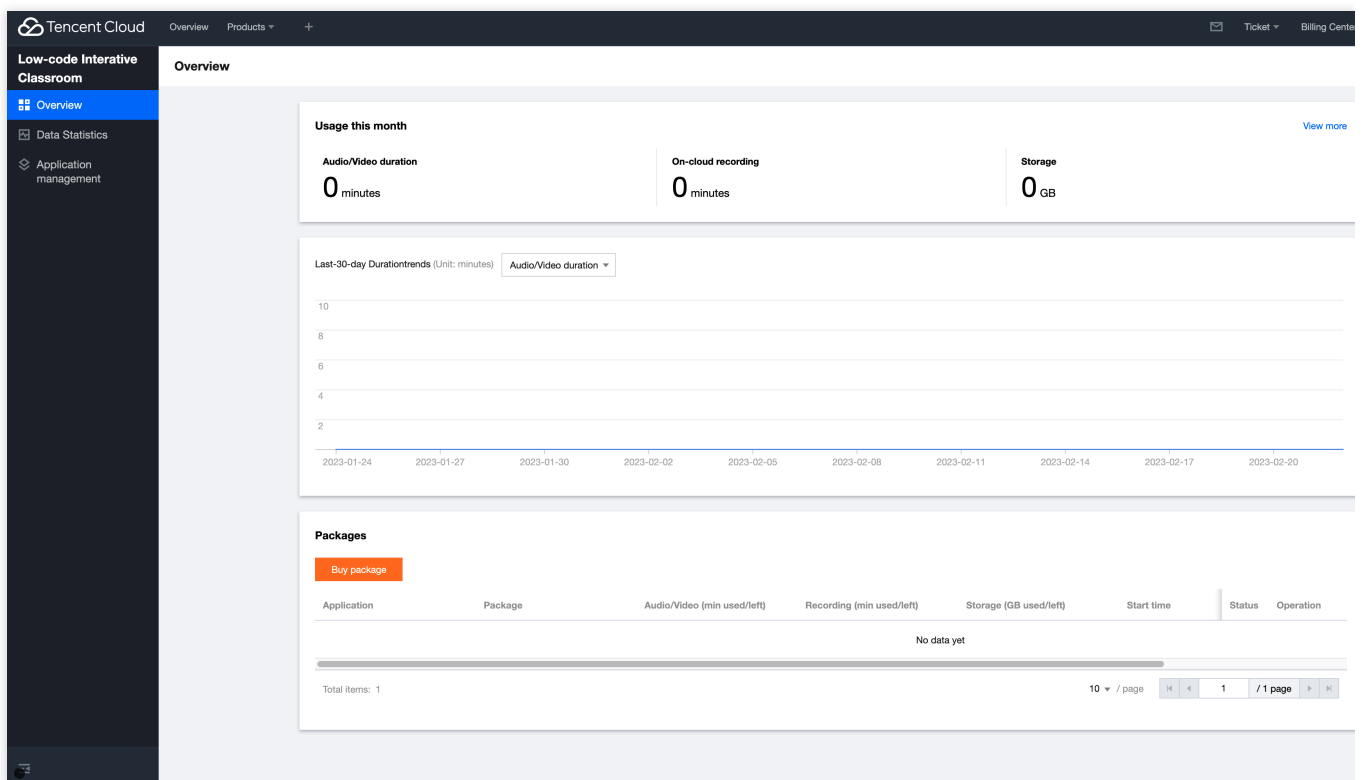 Tencent Cloud Overview Products + Ticket Billing Cente
Low-code Interative
Classroom
Overview
Overview
Data Statistics
Application
management
Usage this month View more
Audio/Video duration On-cloud recording Storage
0 minutes 0 minutes 0 GB
Last-30-day Durationtrends (Unit: minutes) Audio/Video duration
10
8
6
4
2
2023-01-24 2023-01-27 2023-01-30 2023-02-02 2023-02-05 2023-02-08 2023-02-11 2023-02-14 2023-02-17 2023-02-20
Packages
Buy package
Application Package Audio/Video (min used/left) Recording (min used/left) Storage (GB used/left) Start time Status Operation
No data yet
Total items: 1 10 / page 1 / 1 page